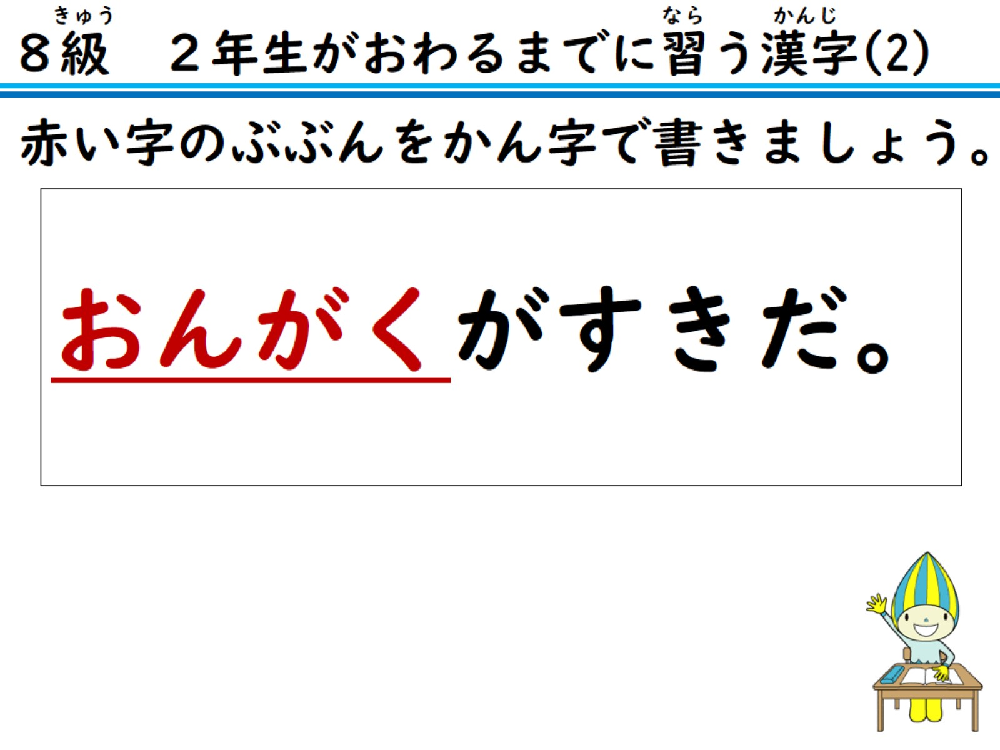 きゅう なら かんじ
８級　２年生がおわるまでに習う漢字(2)
赤い字のぶぶんをかん字で書きましょう。
おんがくがすきだ。